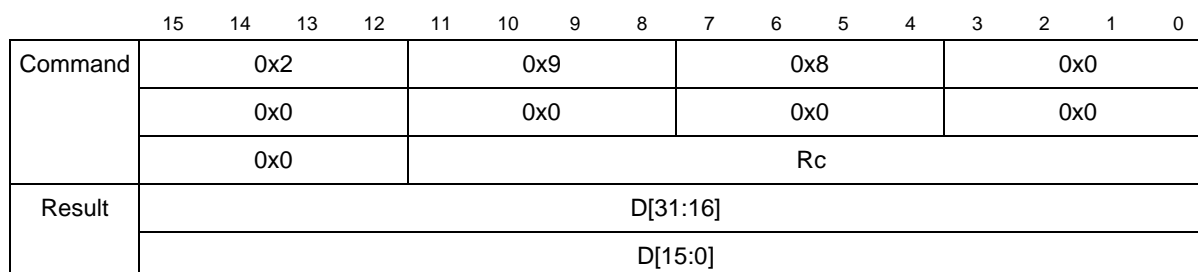 15 14 13 12 11 10 9 8 7 6 5 4 3 2 1 0
Command 0x2 0x9 0x8 0x0
0x0 0x0 0x0 0x0
0x0 Rc
Result D[31:16]
D[15:0]